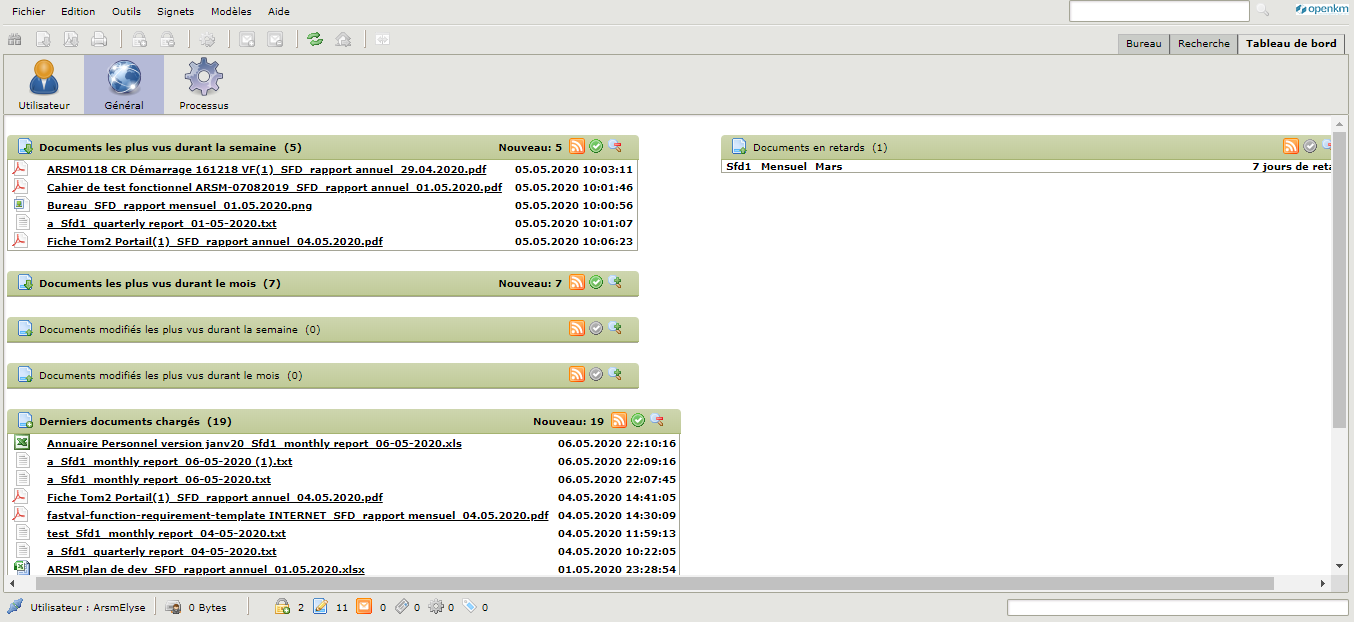 Fichier Edition Outils Signets Modèles Aide
openkm
Bureau Recherche Tableau de bord
Utilisateur Général Processus
Documents les plus vus durant la semaine (5) Nouveau: 5
ARSM0118 CR Démarrage 161218 VF(1)_SFD_rapport annuel_29.04.2020.pdf 05.05.2020 10:03:11
Cahier de test fonctionnel ARSM-07082019_SFD_rapport annuel_01.05.2020.pdf 05.05.2020 10:01:46
Bureau_SFD_rapport mensuel_01.05.2020.png 05.05.2020 10:00:56
a_Sfd1_quarterly report_01-05-2020.txt 05.05.2020 10:01:07
Fiche Tom2 Portail(1)_SFD_rapport annuel_04.05.2020.pdf 05.05.2020 10:06:23
Documents les plus vus durant le mois (7) Nouveau: 7
Documents modifiés les plus vus durant la semaine (0)
Documents modifiés les plus vus durant le mois (0)
Derniers documents chargés (19) Nouveau: 19
Annuaire Personnel version janv20_Sfd1_monthly report_06-05-2020.xls 06.05.2020 22:10:16
a_Sfd1_monthly report_06-05-2020 (1).txt 06.05.2020 22:09:16
a_Sfd1_monthly report_06-05-2020.txt 06.05.2020 22:07:45
Fiche Tom2 Portail(1)_SFD_rapport annuel_04.05.2020.pdf 04.05.2020 14:41:05
fastval-function-requirement-template INTERNET_SFD_rapport mensuel_04.05.2020.pdf 04.05.2020 14:30:09
test_Sfd1_monthly report_04-05-2020.txt 04.05.2020 11:59:13
a_Sfd1_quarterly report_04-05-2020.txt 04.05.2020 10:22:05
ARSM plan de dev_SFD_rapport annuel_01.05.2020.xlsx 01.05.2020 23:28:54
Documents en retards (1)
Sfd1 Mensuel Mars 7 jours de reta
Utilisateur : ArsmElyse 0 Bytes 2 11 0 0 0 0